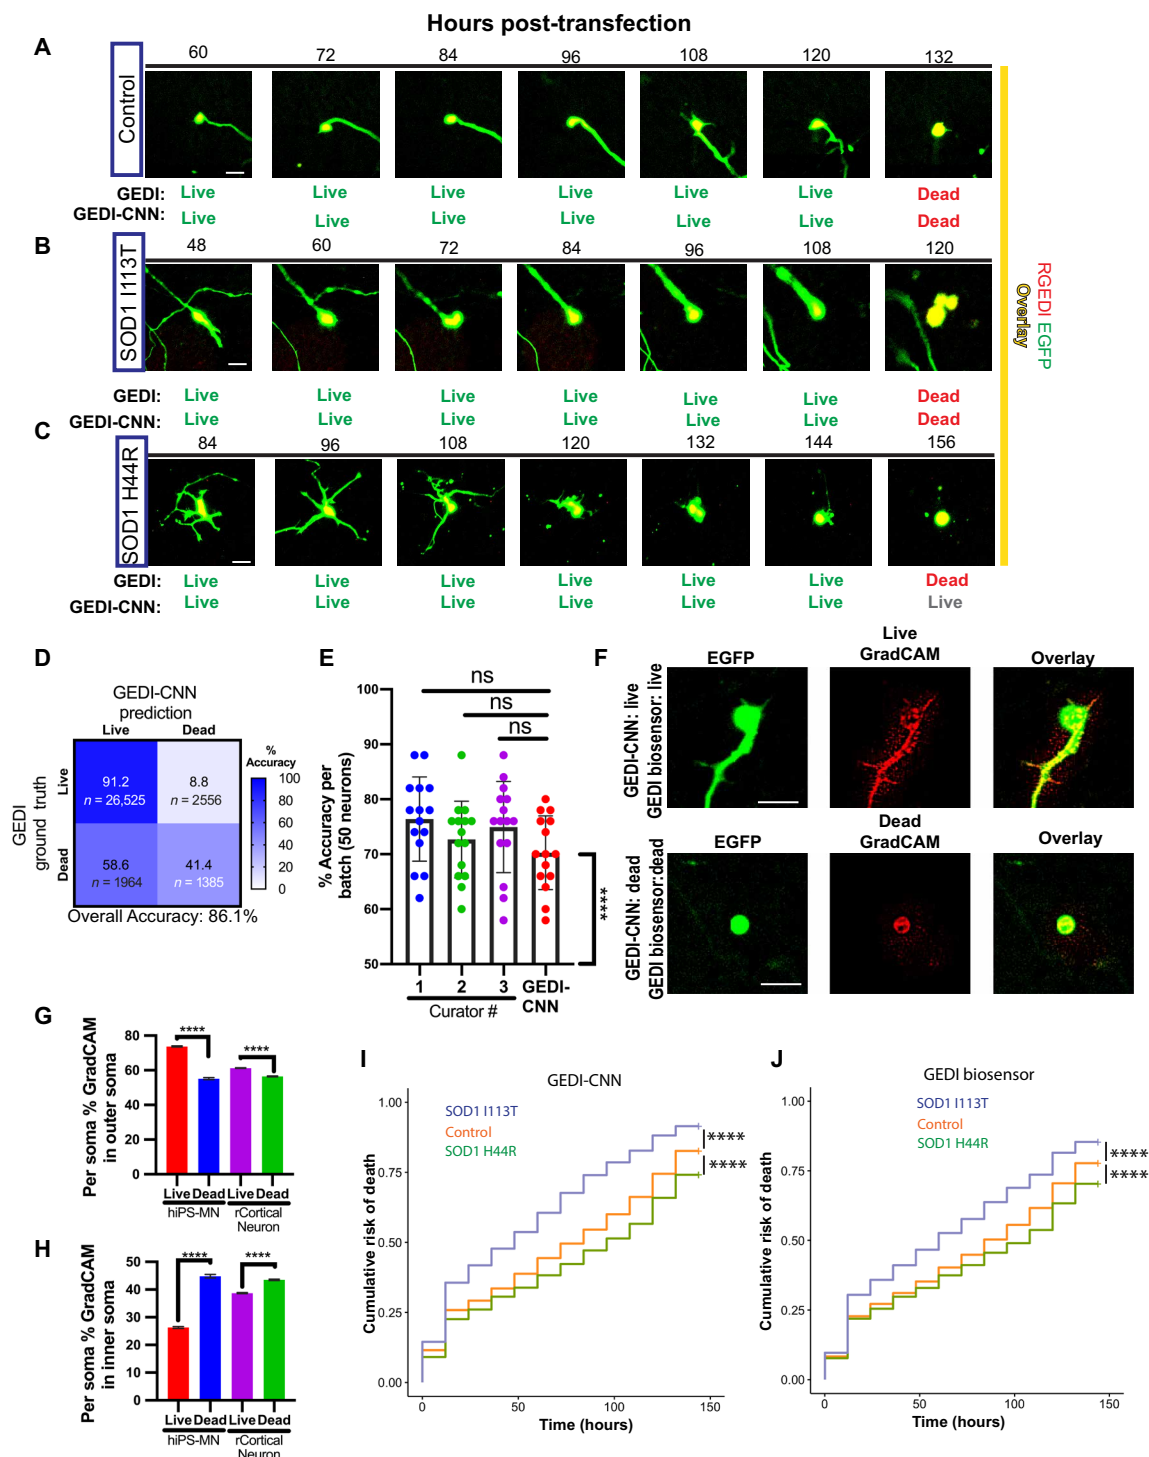 Hours post-transfection
A
Control
60 72 84 96 108 120 132
GEDI: Live Live Live Live Live Live Dead
GEDI-CNN: Live Live Live Live Live Live Dead
B
SOD1 I113T
48 60 72 84 96 108 120
GEDI: Live Live Live Live Live Live Dead
GEDI-CNN: Live Live Live Live Live Live Dead
C
SOD1 H44R
84 96 108 120 132 144 156
GEDI: Live Live Live Live Live Live Dead
GEDI-CNN: Live Live Live Live Live Live Live
RGEDI EGFP
Overlay
D
GEDI-CNN
prediction
Live Dead
GEDI
ground truth
Live
Dead
91.2
n = 26,525
8.8
n = 2556
58.6
n = 1964
41.4
n = 1385
%
Accuracy
100
80
60
40
20
0
Overall Accuracy: 86.1%
E
% Accuracy per
batch (50 neurons)
100
90
80
70
60
50
ns
ns
ns
****
1 2 3 GEDI-
CNN
Curator #
F
GEDI-CNN: live
GEDI biosensor: live
EGFP
Live
GradCAM
Overlay
GEDI-CNN: dead
GEDI biosensor:dead
EGFP
Dead
GradCAM
Overlay
G
Per soma % GradCAM
in outer soma
80
60
40
20
0
****
****
Live Dead Live Dead
hiPS-MN rCortical
Neuron
H
Per soma % GradCAM
in inner soma
50
40
30
20
10
0
****
****
Live Dead Live Dead
hiPS-MN rCortical
Neuron
I
GEDI-CNN
SOD1 I113T
Control
SOD1 H44R
Cumulative risk of death
1.00
0.75
0.50
0.25
0.00
****
****
0 50 100 150
Time (hours)
J
GEDI biosensor
SOD1 I113T
Control
SOD1 H44R
Cumulative risk of death
1.00
0.75
0.50
0.25
0.00
****
****
0 50 100 150
Time (hours)